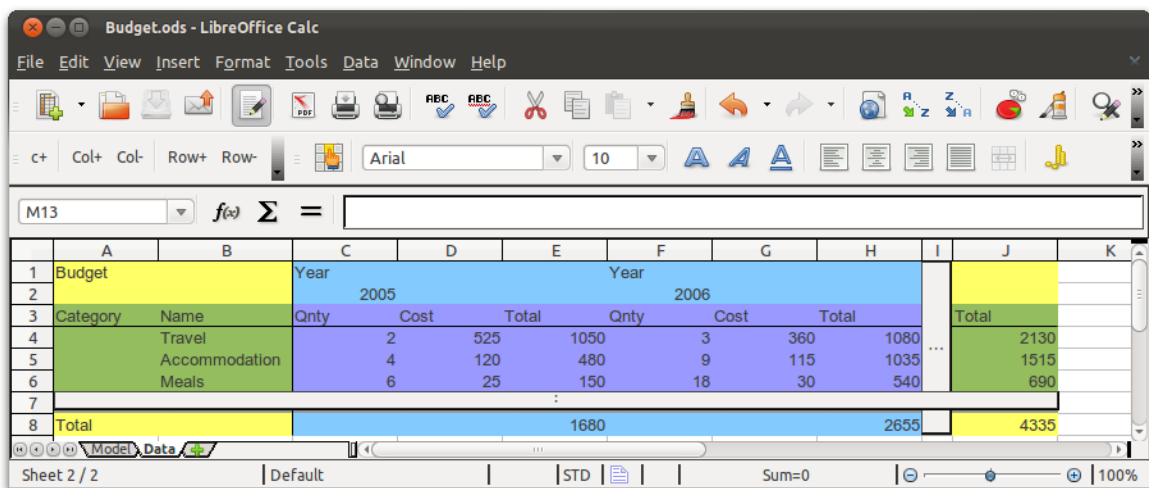 Budget.ods - LibreOffice Calc
File Edit View Insert Format Tools Data Window Help
PDF ABC ABC A Z Z A
c+ Col+ Col- Row+ Row- Arial 10 A A A
M13 f(x) Σ =
A B C D E F G H I J K
1 Budget Year Year
2 2005 2006
3 Category Name Qnty Cost Total Qnty Cost Total Total
4 Travel 2 525 1050 3 360 1080 ... 2130
5 Accommodation 4 120 480 9 115 1035 1515
6 Meals 6 25 150 18 30 540 690
7 :
8 Total 1680 2655 4335
Model Data
Sheet 2 / 2 Default STD Sum=0 100%